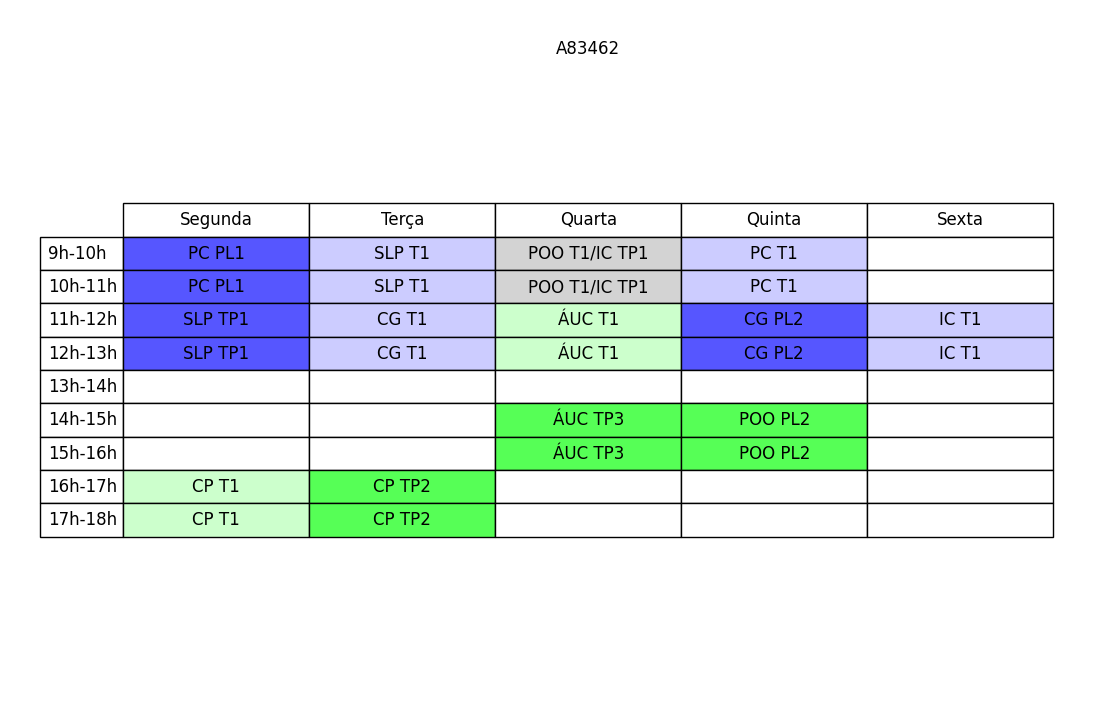 A83462
Segunda Terça Quarta Quinta Sexta
9h-10h PC PL1 SLP T1 POO T1/IC TP1 PC T1
10h-11h PC PL1 SLP T1 POO T1/IC TP1 PC T1
11h-12h SLP TP1 CG T1 ÁUC T1 CG PL2 IC T1
12h-13h SLP TP1 CG T1 ÁUC T1 CG PL2 IC T1
13h-14h
14h-15h ÁUC TP3 POO PL2
15h-16h ÁUC TP3 POO PL2
16h-17h CP T1 CP TP2
17h-18h CP T1 CP TP2